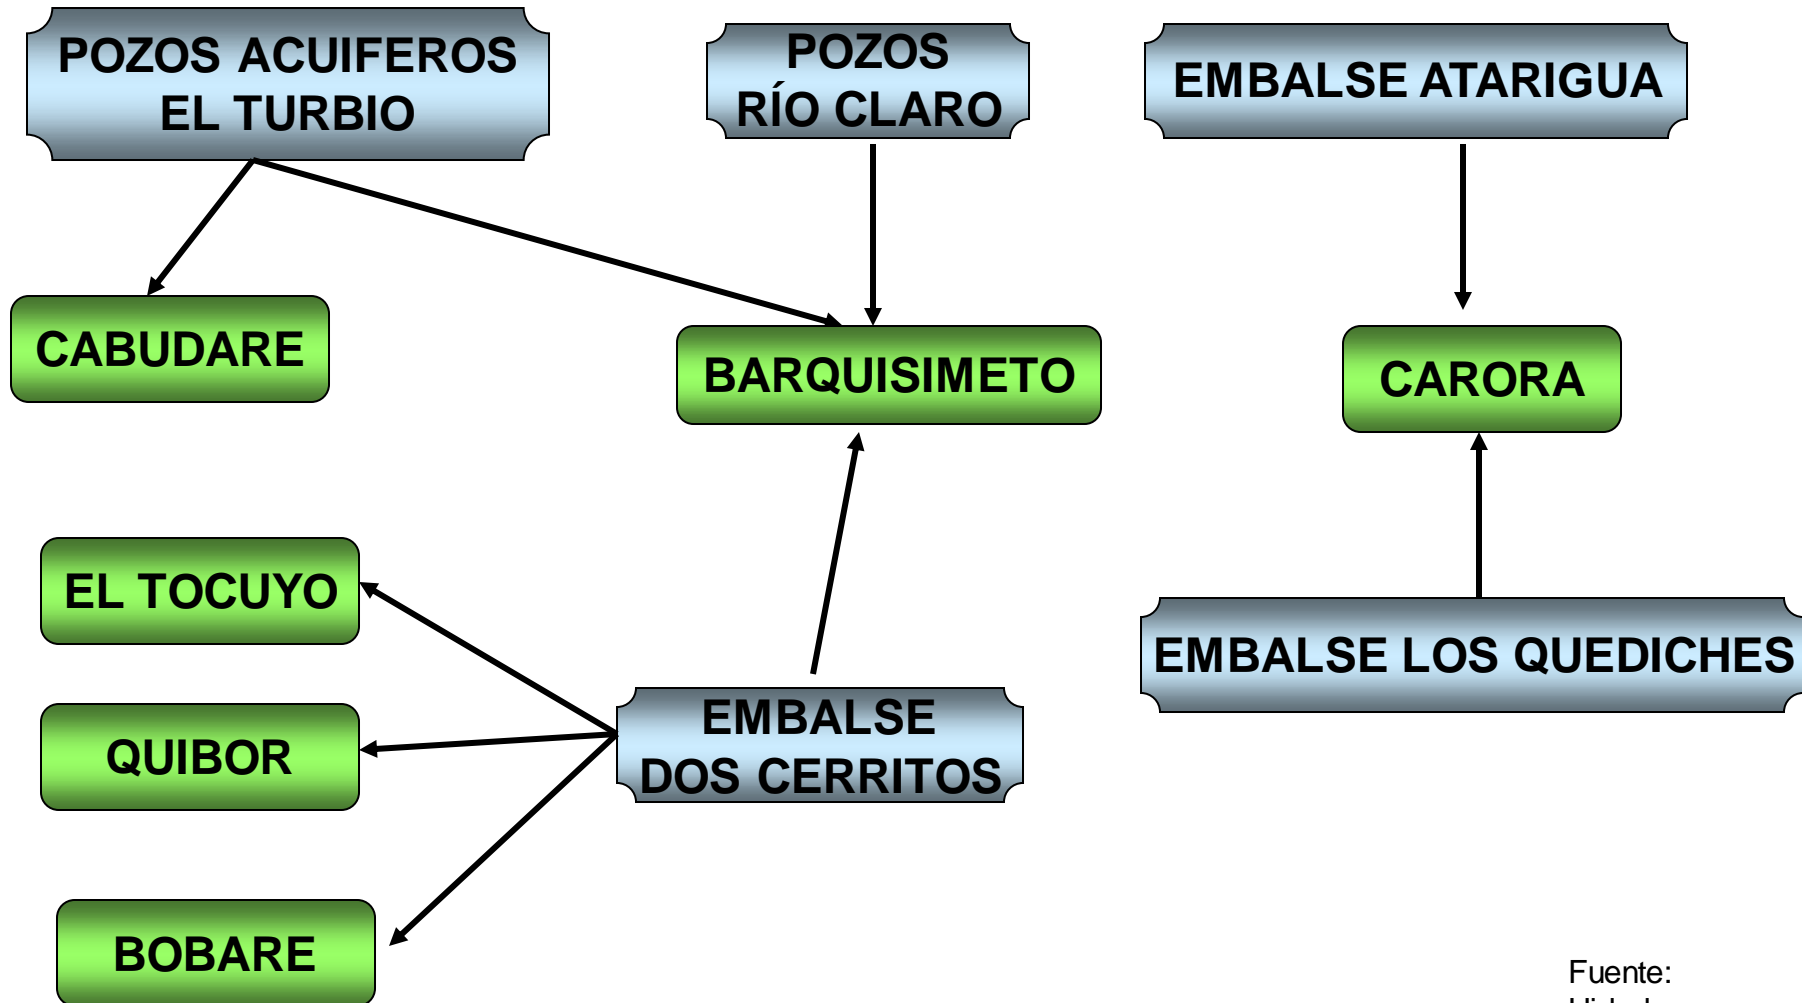 POZOS ACUIFEROS
EL TURBIO
POZOS
RÍO CLARO
EMBALSE ATARIGUA
CABUDARE
BARQUISIMETO
CARORA
EL TOCUYO
EMBALSE LOS QUEDICHES
QUIBOR
EMBALSE
DOS CERRITOS
BOBARE
Fuente: